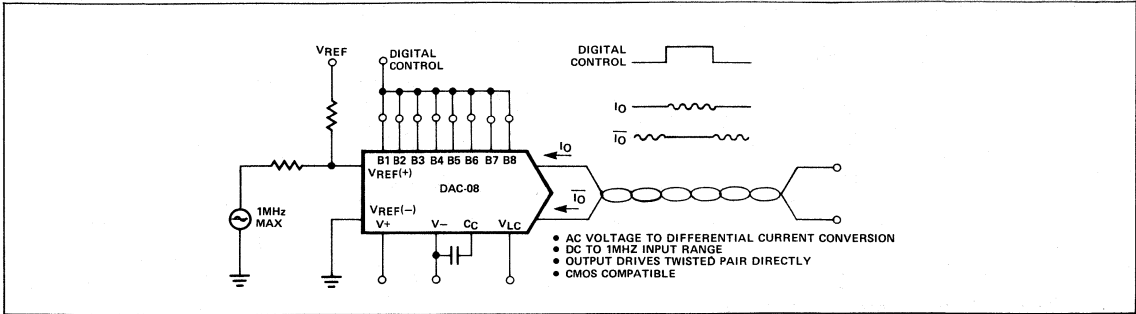 VREF
DIGITAL
CONTROL
B1 B2 B3 B4 B5 B6 B7 B8
VREF(+)
DAC-08
VREF(−)
V+ V− CC VLC
1MHz
MAX
IO
IO
DIGITAL
CONTROL
IO
IO
● AC VOLTAGE TO DIFFERENTIAL CURRENT CONVERSION
● DC TO 1MHZ INPUT RANGE
● OUTPUT DRIVES TWISTED PAIR DIRECTLY
● CMOS COMPATIBLE